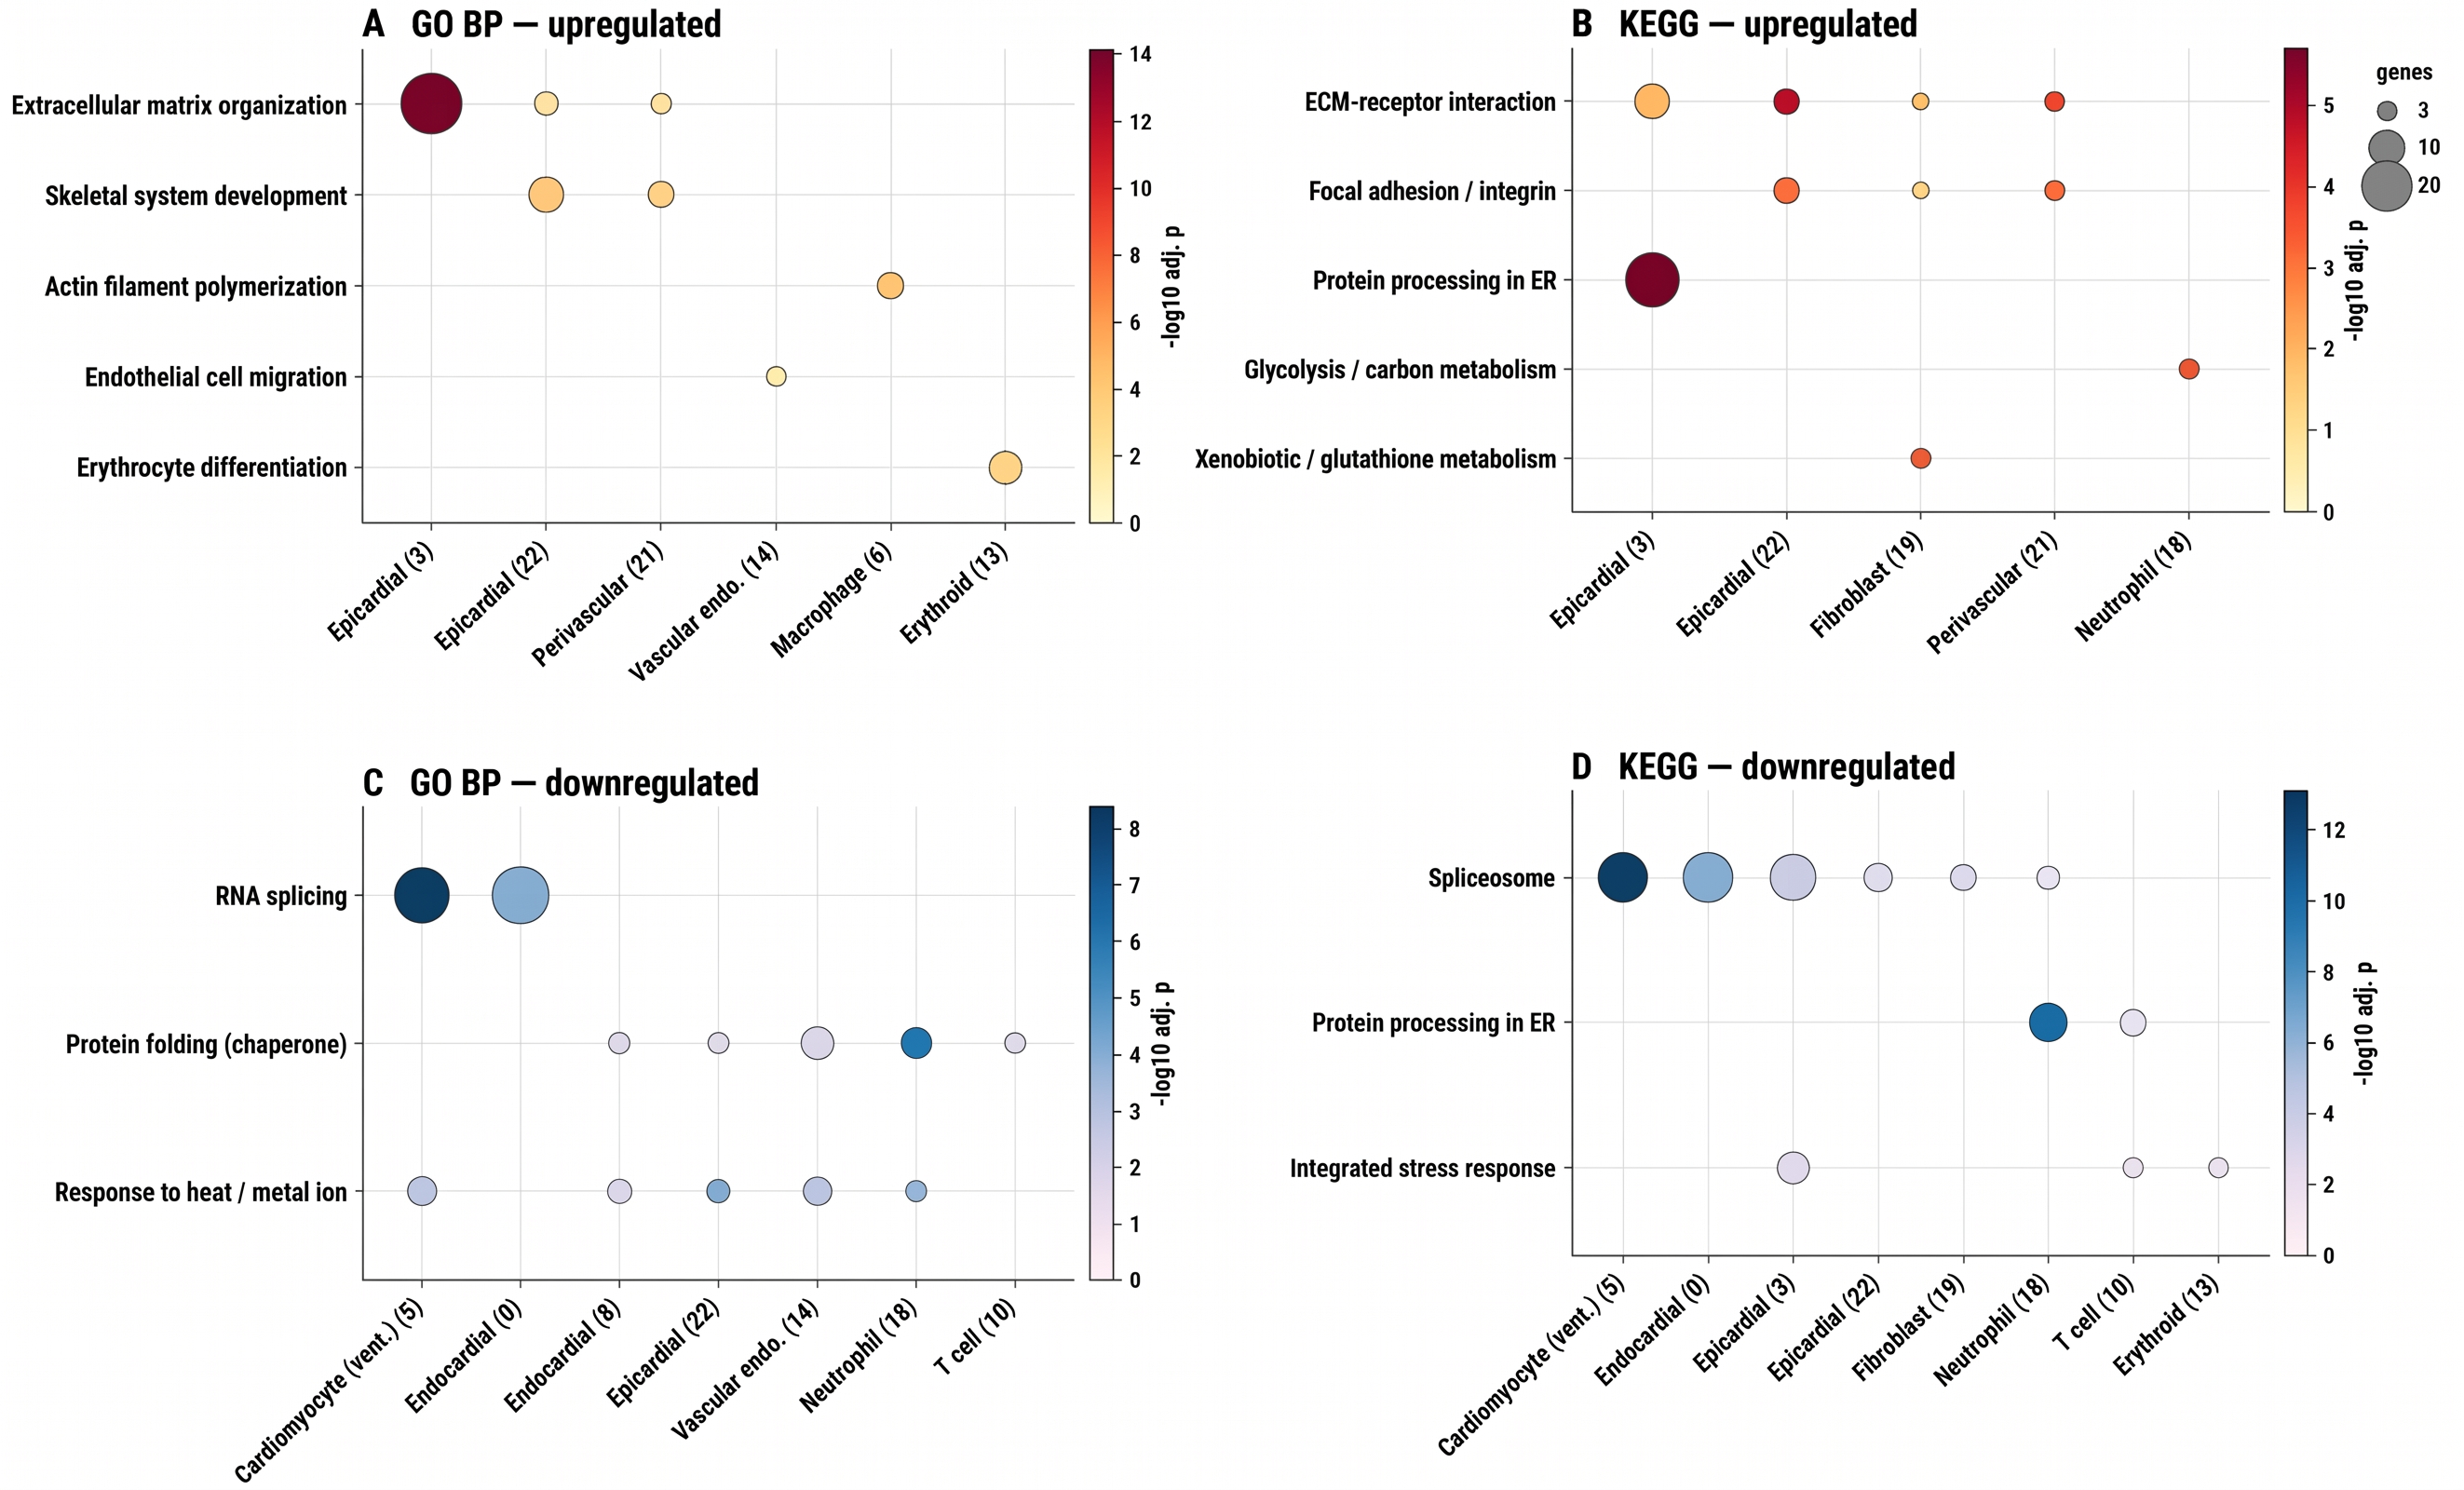 A GO BP — upregulated
Extracellular matrix organization
Skeletal system development
Actin filament polymerization
Endothelial cell migration
Erythrocyte differentiation
Epicardial (3)
Epicardial (22)
Perivascular (21)
Vascular endo. (14)
Macrophage (6)
Erythroid (13)
14
12
10
8
6
4
2
0
-log10 adj. p
B KEGG — upregulated
ECM-receptor interaction
Focal adhesion / integrin
Protein processing in ER
Glycolysis / carbon metabolism
Xenobiotic / glutathione metabolism
Epicardial (3)
Epicardial (22)
Fibroblast (19)
Perivascular (21)
Neutrophil (18)
5
4
3
2
1
0
-log10 adj. p
genes
3
10
20
C GO BP — downregulated
RNA splicing
Protein folding (chaperone)
Response to heat / metal ion
Cardiomyocyte (vent.) (5)
Endocardial (0)
Endocardial (8)
Epicardial (22)
Vascular endo. (14)
Neutrophil (18)
T cell (10)
8
7
6
5
4
3
2
1
0
-log10 adj. p
D KEGG — downregulated
Spliceosome
Protein processing in ER
Integrated stress response
Cardiomyocyte (vent.) (5)
Endocardial (0)
Epicardial (3)
Epicardial (22)
Fibroblast (19)
Neutrophil (18)
T cell (10)
Erythroid (13)
12
10
8
6
4
2
0
-log10 adj. p